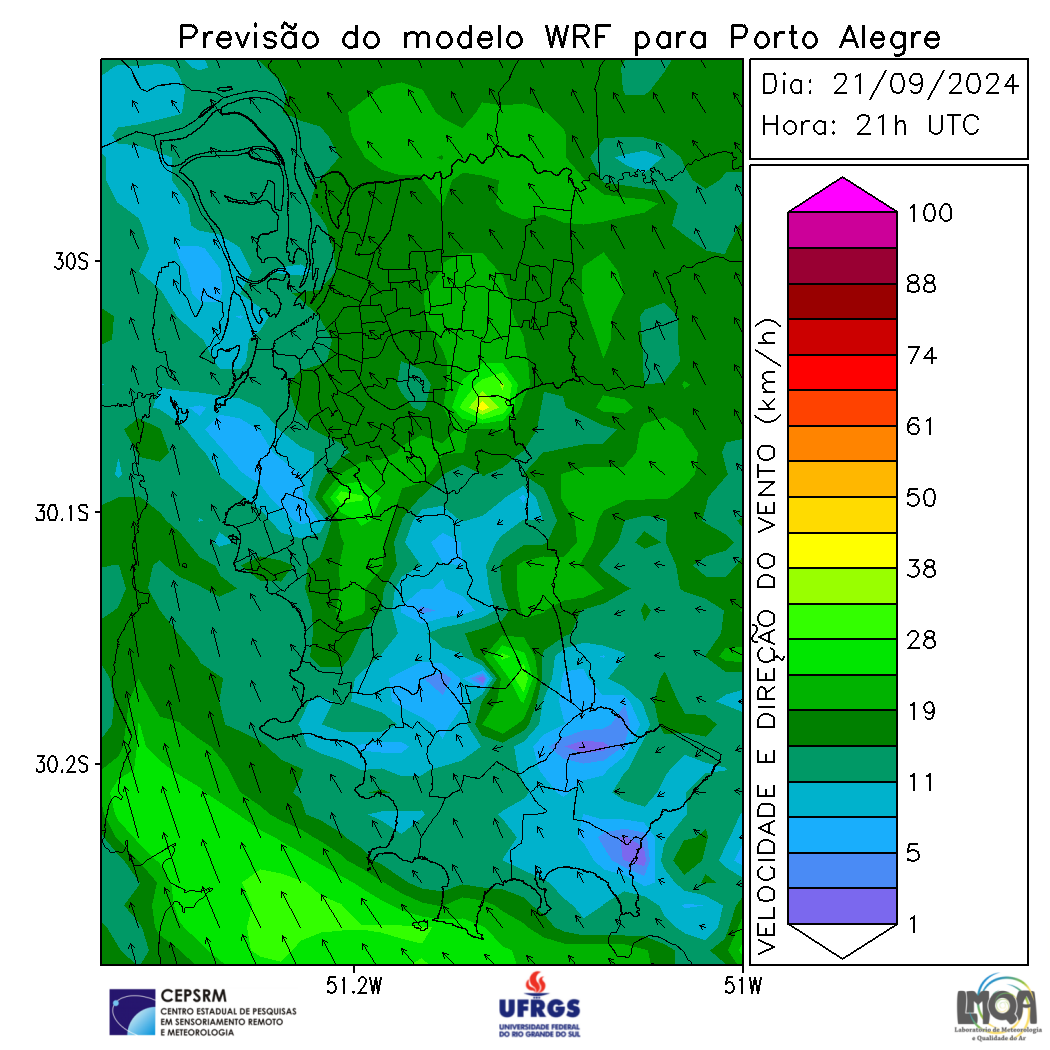 Previsão do modelo WRF para Porto Alegre
Dia: 21/09/2024
Hora: 21h UTC
30S
30.1S
30.2S
51.2W
51W
VELOCIDADE E DIREÇÃO DO VENTO (km/h)
100
88
74
61
50
38
28
19
11
5
1
CEPSRM
CENTRO ESTADUAL DE PESQUISAS
EM SENSORIAMENTO REMOTO
E METEOROLOGIA
UFRGS
UNIVERSIDADE FEDERAL
DO RIO GRANDE DO SUL
LMQA
Laboratório de Meteorologia
e Qualidade do Ar